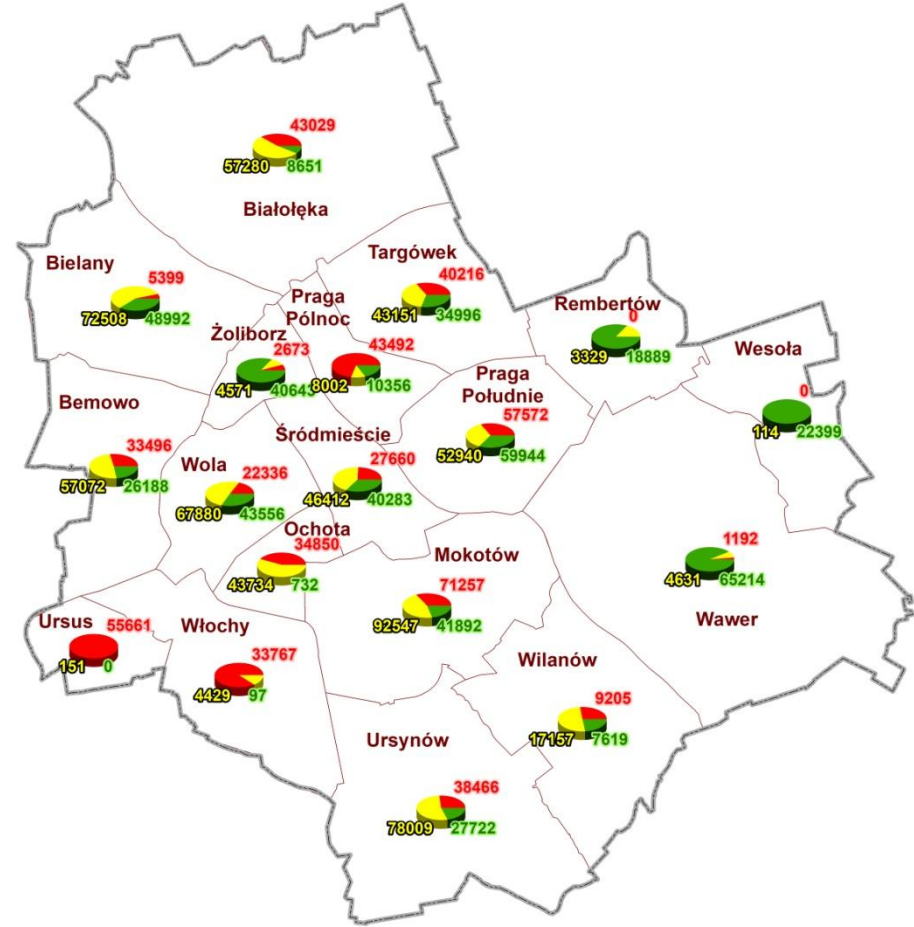 43029
57280
8651
Białołęka
Bielany
5399
72508
48992
Targówek
40216
43151
34996
Praga
Pólnoc
43492
8002
10356
Żoliborz
2673
4571
40643
Rembertów
0
3329
18889
Wesoła
0
114
22399
Praga
Południe
57572
52940
59944
Bemowo
33496
57072
26188
Wola
22336
67880
43556
Śródmieście
27660
46412
40283
Ochota
34850
43734
732
Mokotów
71257
92547
41892
1192
4631
65214
Wawer
Ursus
55661
151
0
Włochy
33767
4429
97
Wilanów
9205
17157
7619
Ursynów
38466
78009
27722